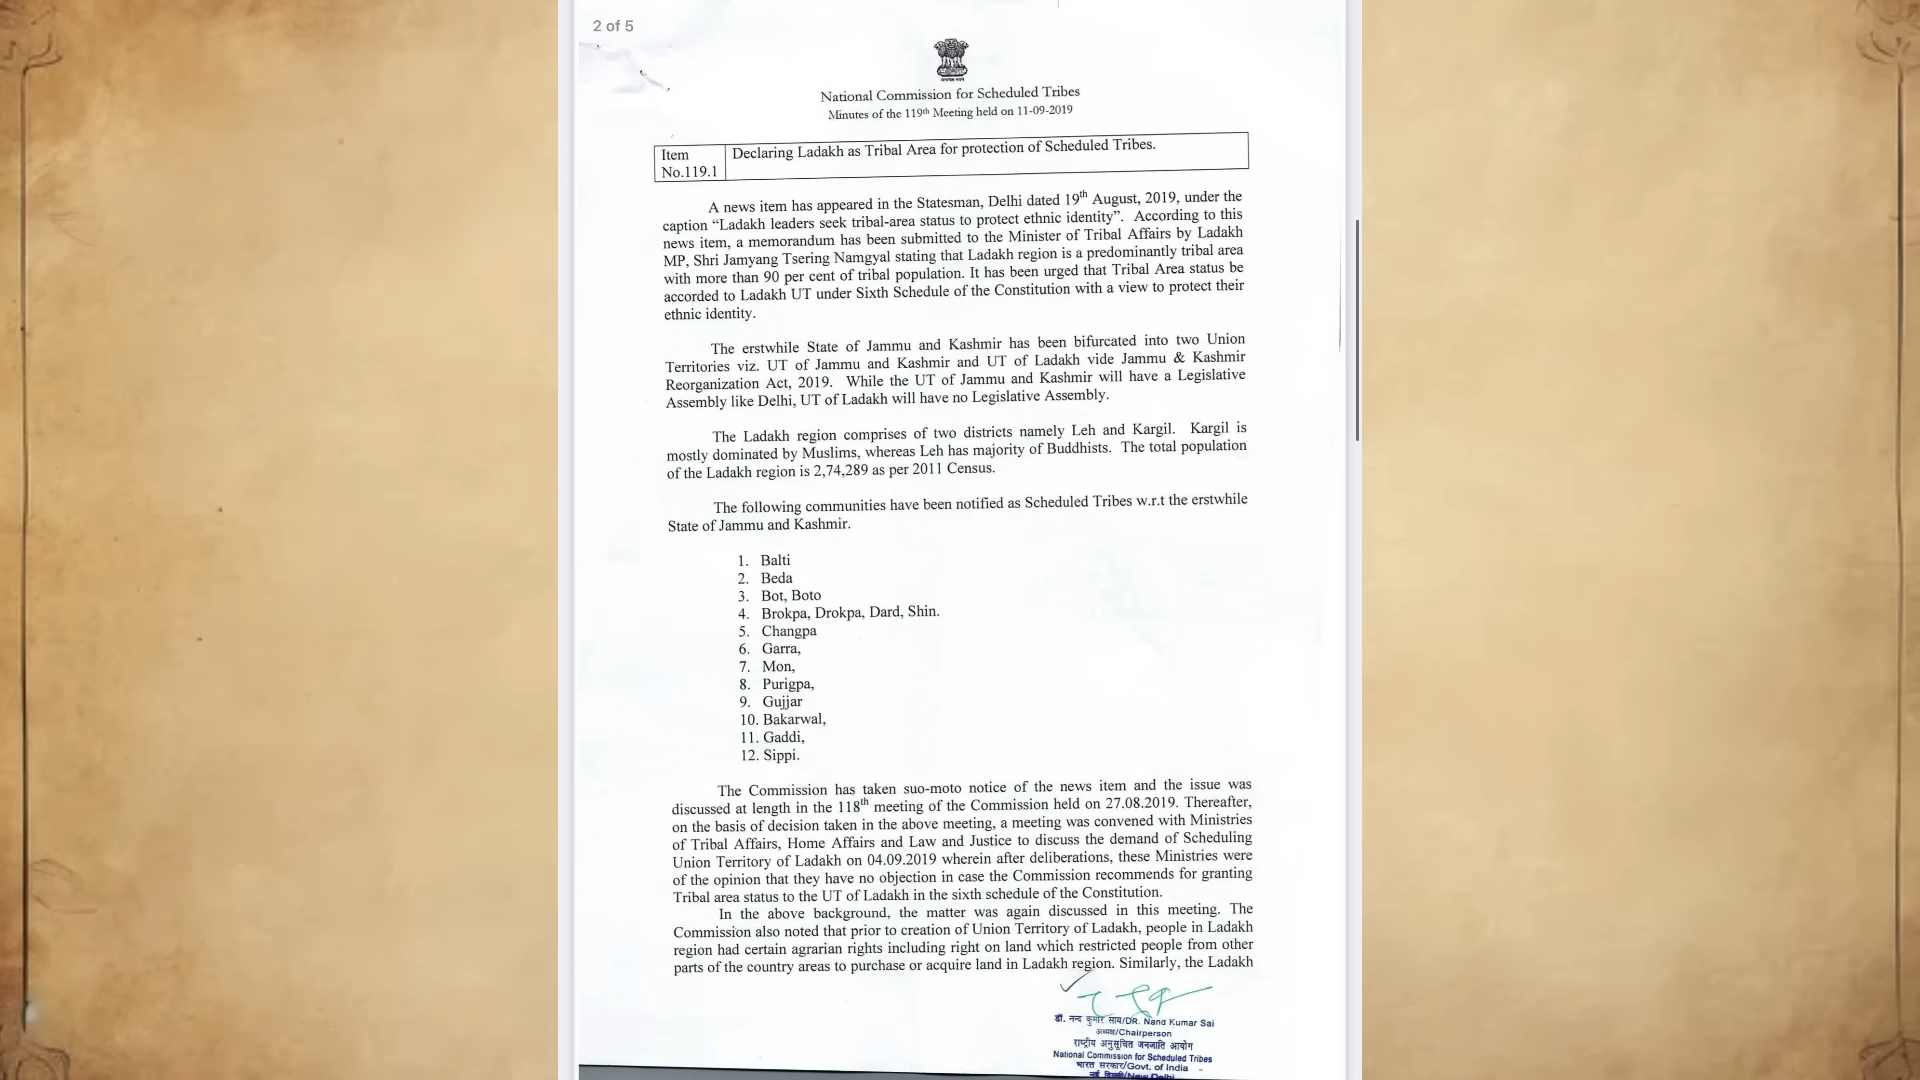 2 of 5
National Commission for Scheduled Tribes
Minutes of the 119th Meeting held on 11-09-2019
Item No.119.1
Declaring Ladakh as Tribal Area for protection of Scheduled Tribes.
A news item has appeared in the Statesman, Delhi dated 19th August, 2019, under the
caption “Ladakh leaders seek tribal-area status to protect ethnic identity”. According to this
news item, a memorandum has been submitted to the Minister of Tribal Affairs by Ladakh
MP, Shri Jamyang Tsering Namgyal stating that Ladakh region is a predominantly tribal area
with more than 90 per cent of tribal population. It has been urged that Tribal Area status be
accorded to Ladakh UT under Sixth Schedule of the Constitution with a view to protect their
ethnic identity.
The erstwhile State of Jammu and Kashmir has been bifurcated into two Union
Territories viz. UT of Jammu and Kashmir and UT of Ladakh vide Jammu & Kashmir
Reorganization Act, 2019. While the UT of Jammu and Kashmir will have a Legislative
Assembly like Delhi, UT of Ladakh will have no Legislative Assembly.
The Ladakh region comprises of two districts namely Leh and Kargil. Kargil is
mostly dominated by Muslims, whereas Leh has majority of Buddhists. The total population
of the Ladakh region is 2,74,289 as per 2011 Census.
The following communities have been notified as Scheduled Tribes w.r.t the erstwhile
State of Jammu and Kashmir.
1. Balti
2. Beda
3. Bot, Boto
4. Brokpa, Drokpa, Dard, Shin.
5. Changpa
6. Garra,
7. Mon,
8. Purigpa,
9. Gujjar
10. Bakarwal,
11. Gaddi,
12. Sippi.
The Commission has taken suo-moto notice of the news item and the issue was
discussed at length in the 118th meeting of the Commission held on 27.08.2019. Thereafter,
on the basis of decision taken in the above meeting, a meeting was convened with Ministries
of Tribal Affairs, Home Affairs and Law and Justice to discuss the demand of Scheduling
Union Territory of Ladakh on 04.09.2019 wherein after deliberations, these Ministries were
of the opinion that they have no objection in case the Commission recommends for granting
Tribal area status to the UT of Ladakh in the sixth schedule of the Constitution.
In the above background, the matter was again discussed in this meeting. The
Commission also noted that prior to creation of Union Territory of Ladakh, people in Ladakh
region had certain agrarian rights including right on land which restricted people from other
parts of the country areas to purchase or acquire land in Ladakh region. Similarly, the Ladakh
डॉ. नन्द कुमार साय/DR. Nand Kumar Sai
अध्यक्ष/Chairperson
राष्ट्रीय अनुसूचित जनजाति आयोग
National Commission for Scheduled Tribes
भारत सरकार/Govt. of India
नई दिल्ली/New Delhi